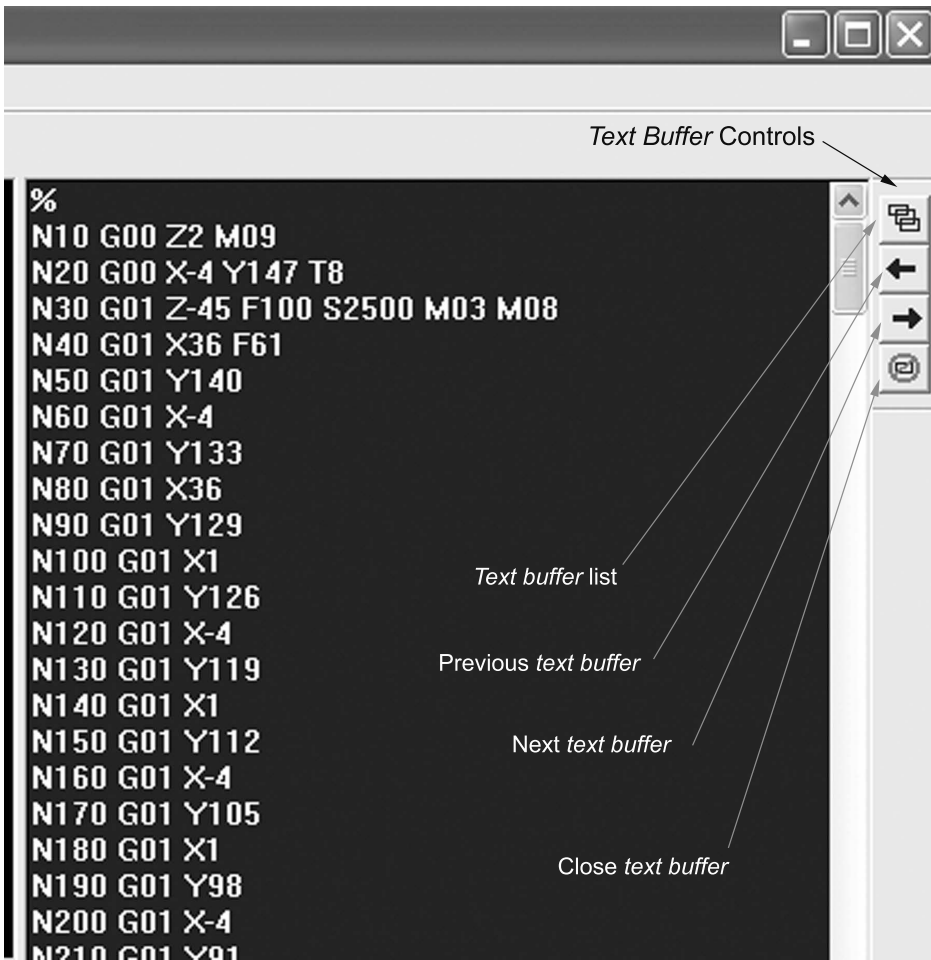 Text Buffer Controls
%
N10 G00 Z2 M09
N20 G00 X-4 Y147 T8
N30 G01 Z-45 F100 S2500 M03 M08
N40 G01 X36 F61
N50 G01 Y140
N60 G01 X-4
N70 G01 Y133
N80 G01 X36
N90 G01 Y129
N100 G01 X1
N110 G01 Y126
N120 G01 X-4
N130 G01 Y119
N140 G01 X1
N150 G01 Y112
N160 G01 X-4
N170 G01 Y105
N180 G01 X1
N190 G01 Y98
N200 G01 X-4
N210 G01 Y91
Text buffer list
Previous text buffer
Next text buffer
Close text buffer